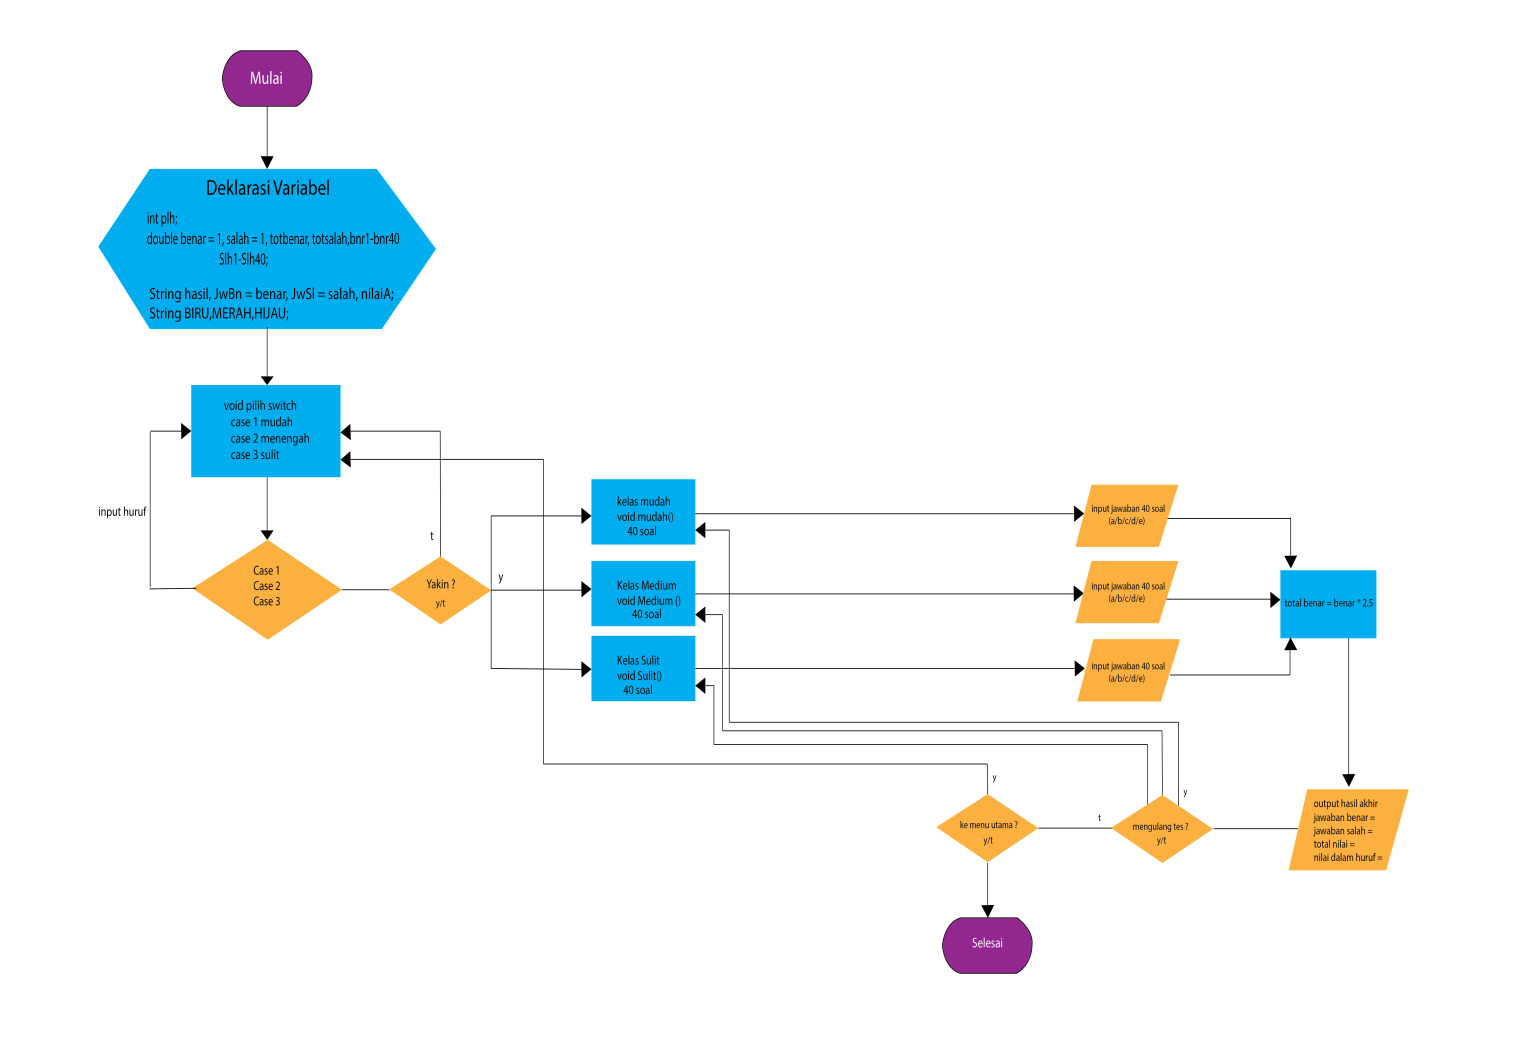 Mulai
Deklarasi Variabel
int plh;
double benar = 1, salah = 1, totbenar, totsalah,bnr1-bnr40
Slh1-Slh40;
String hasil, JwBn = benar, JwSl = salah, nilaiA;
String BIRU,MERAH,HIJAU;
void pilih switch
case 1 mudah
case 2 menengah
case 3 sulit
input huruf
t
Case 1
Case 2
Case 3
Yakin ?
y/t
y
kelas mudah
void mudah()
40 soal
Kelas Medium
void Medium ()
40 soal
Kelas Sulit
void Sulit()
40 soal
input jawaban 40 soal
(a/b/c/d/e)
input jawaban 40 soal
(a/b/c/d/e)
input jawaban 40 soal
(a/b/c/d/e)
total benar = benar * 2.5
output hasil akhir
jawaban benar =
jawaban salah =
total nilai =
nilai dalam huruf =
y
mengulang tes ?
y/t
t
y
ke menu utama ?
y/t
Selesai